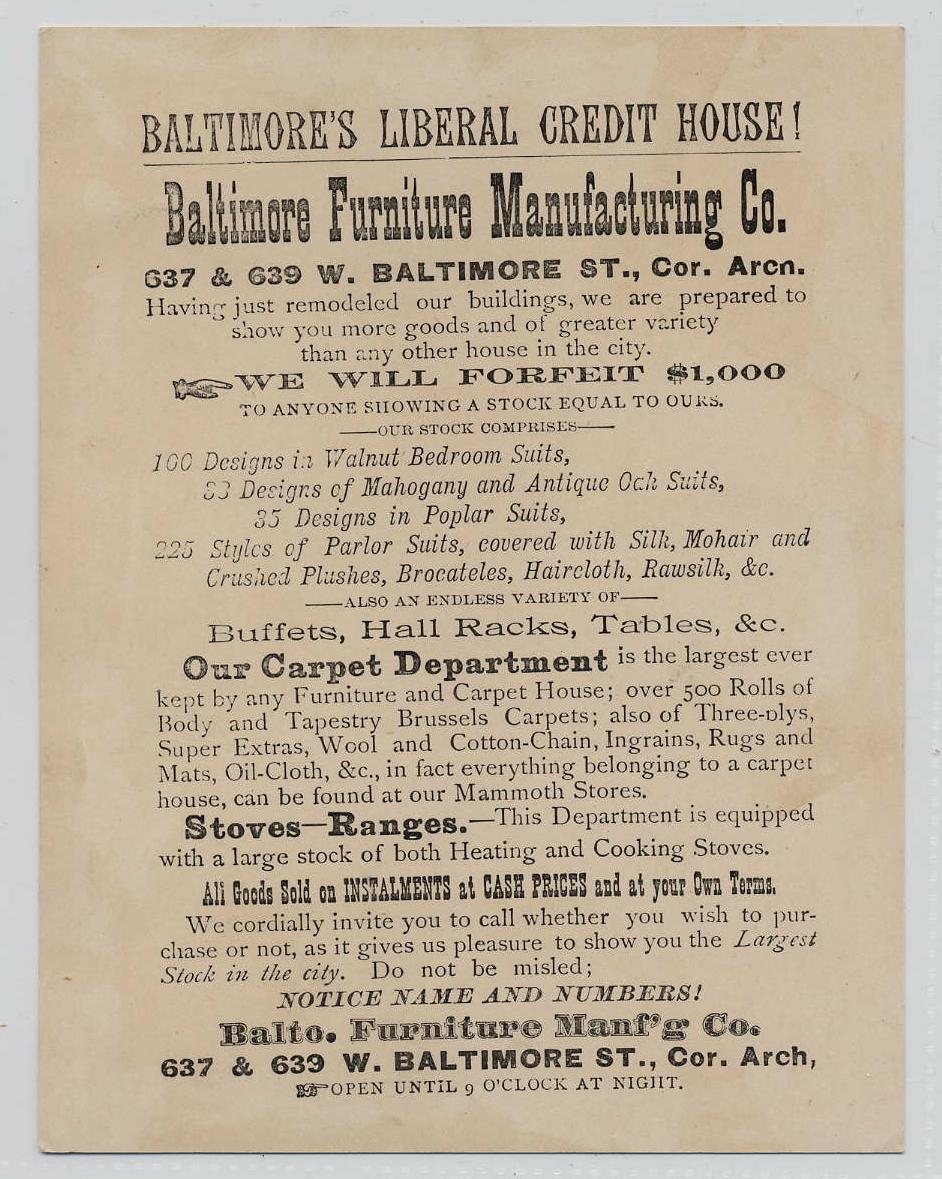 BALTIMORE'S LIBERAL CREDIT HOUSE!
Baltimore Furniture Manufacturing Co.
637 & 639 W. BALTIMORE ST., Cor. Arch.
Having just remodeled our buildings, we are prepared to
show you more goods and of greater variety
than any other house in the city.
WE WILL FORFEIT $1,000
TO ANYONE SHOWING A STOCK EQUAL TO OURS.
—OUR STOCK COMPRISES—
100 Designs in Walnut Bedroom Suits,
Designs of Mahogany and Antique Oak Suits,
35 Designs in Poplar Suits,
225 Styles of Parlor Suits, covered with Silk, Mohair and
Crushed Plushes, Brocateles, Haircloth, Rawsilk, &c.
—ALSO AN ENDLESS VARIETY OF—
Buffets, Hall Racks, Tables, &c.
Our Carpet Department is the largest ever
kept by any Furniture and Carpet House; over 500 Rolls of
Body and Tapestry Brussels Carpets; also of Three-plys,
Super Extras, Wool and Cotton-Chain, Ingrains, Rugs and
Mats, Oil-Cloth, &c., in fact everything belonging to a carpet
house, can be found at our Mammoth Stores.
Stoves—Ranges.—This Department is equipped
with a large stock of both Heating and Cooking Stoves.
All Goods Sold on INSTALMENTS at CASH PRICES and at your Own Terms.
We cordially invite you to call whether you wish to pur-
chase or not, as it gives us pleasure to show you the Largest
Stock in the city. Do not be misled;
NOTICE NAME AND NUMBERS!
Balto. Furniture Manf'g Co.
637 & 639 W. BALTIMORE ST., Cor. Arch,
OPEN UNTIL 9 O'CLOCK AT NIGHT.